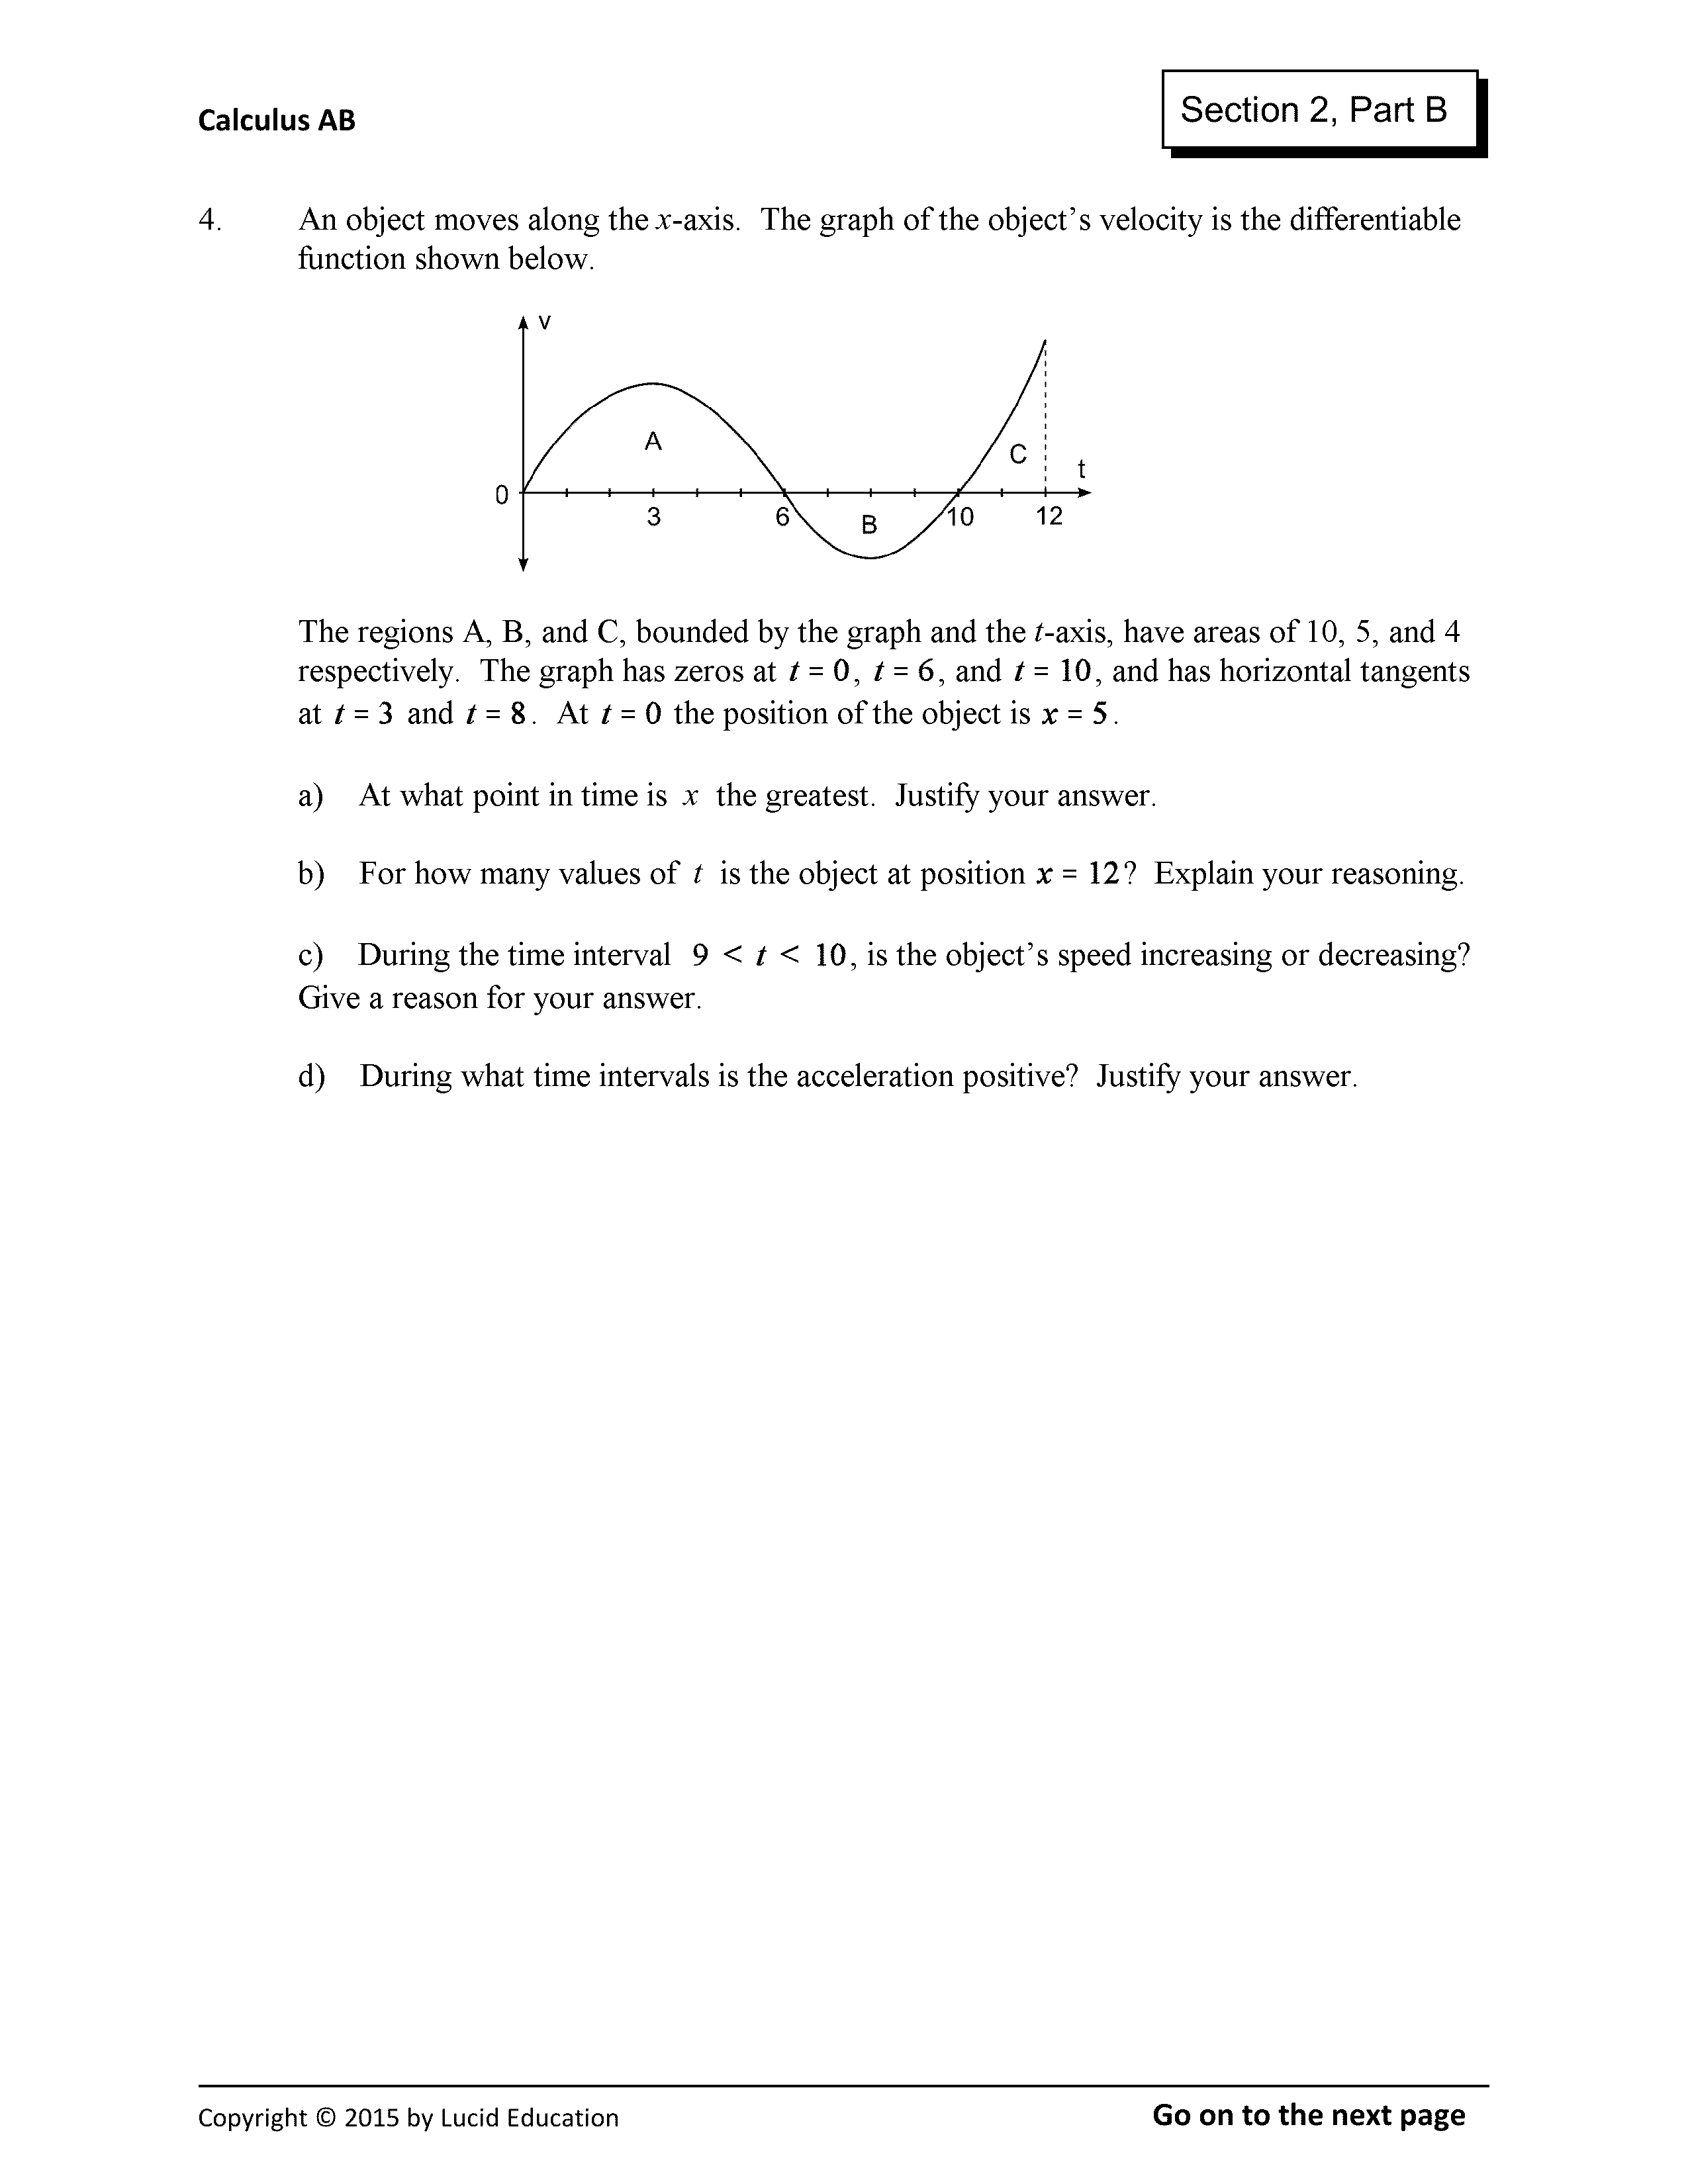 Calculus AB
Section 2, Part B
4. An object moves along the x-axis. The graph of the object’s velocity is the differentiable
function shown below.
v
A
C
t
0
3
6
B
10
12
The regions A, B, and C, bounded by the graph and the t-axis, have areas of 10, 5, and 4
respectively. The graph has zeros at t = 0, t = 6, and t = 10, and has horizontal tangents
at t = 3 and t = 8. At t = 0 the position of the object is x = 5.
a) At what point in time is x the greatest. Justify your answer.
b) For how many values of t is the object at position x = 12? Explain your reasoning.
c) During the time interval 9 < t < 10, is the object’s speed increasing or decreasing?
Give a reason for your answer.
d) During what time intervals is the acceleration positive? Justify your answer.
Copyright © 2015 by Lucid Education
Go on to the next page